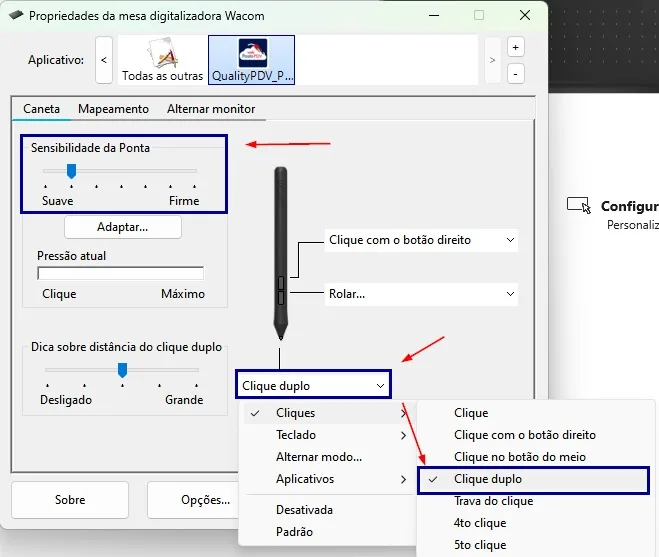 Propriedades da mesa digitalizadora Wacom
Aplicativo:
<
Todas as outras
QualityPDV_P...
>
+
-
Caneta
Mapeamento
Alternar monitor
Sensibilidade da Ponta
Suave
Firme
Adaptar...
Pressão atual
Clique
Máximo
Dica sobre distância do clique duplo
Desligado
Grande
Clique com o botão direito
Rolar...
Clique duplo
Cliques
Teclado
Alternar modo...
Aplicativos
Desativada
Padrão
Clique
Clique com o botão direito
Clique no botão do meio
Clique duplo
Trava do clique
4to clique
5to clique
Sobre
Opções...
Configur
Personaliz